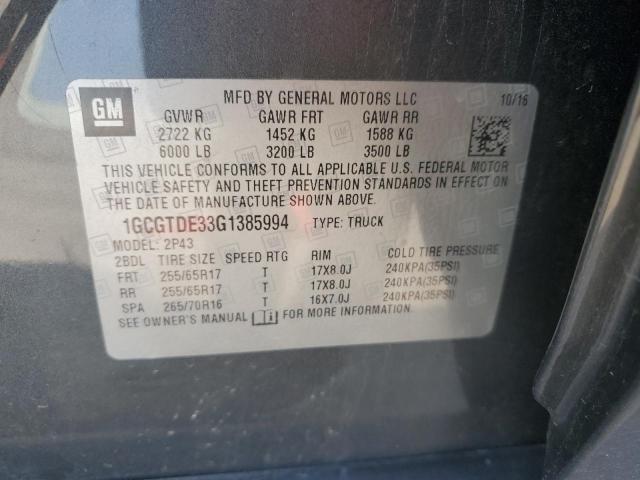 GM
MFD BY GENERAL MOTORS LLC 10/16
GVWR GAWR FRT GAWR RR
2722 KG 1452 KG 1588 KG
6000 LB 3200 LB 3500 LB
THIS VEHICLE CONFORMS TO ALL APPLICABLE U.S. FEDERAL MOTOR
VEHICLE SAFETY AND THEFT PREVENTION STANDARDS IN EFFECT ON
THE DATE OF MANUFACTURE SHOWN ABOVE.
1GCGTDE33G1385994 TYPE: TRUCK
MODEL: 2P43
2BDL TIRE SIZE SPEED RTG RIM COLD TIRE PRESSURE
FRT 255/65R17 T 17X8.0J 240KPA(35PSI)
RR 255/65R17 T 17X8.0J 240KPA(35PSI)
SPA 265/70R16 T 16X7.0J 240KPA(35PSI)
SEE OWNER'S MANUAL FOR MORE INFORMATION.